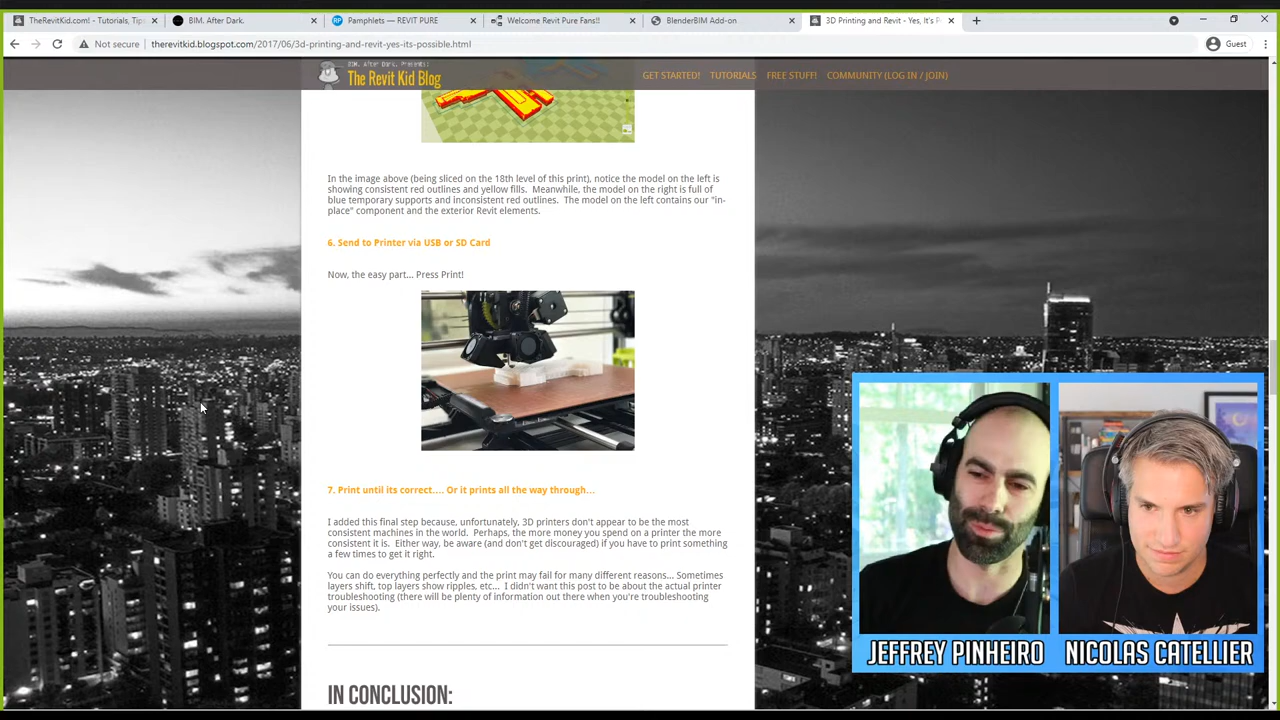 TheRevitKid.com! - Tutorials, Tips
BIM. After Dark.
Pamphlets — REVIT PURE
Welcome Revit Pure Fans!!
BlenderBIM Add-on
3D Printing and Revit - Yes, It's P
Not secure
therevitkid.blogspot.com/2017/06/3d-printing-and-revit-yes-its-possible.html
Guest
BIM. After Dark. Presents:
The Revit Kid Blog
GET STARTED!
TUTORIALS
FREE STUFF!
COMMUNITY (LOG IN / JOIN)
In the image above (being sliced on the 18th level of this print), notice the model on the left is
showing consistent red outlines and yellow fills.  Meanwhile, the model on the right is full of
blue temporary supports and inconsistent red outlines.  The model on the left contains our "in-
place" component and the exterior Revit elements.
6. Send to Printer via USB or SD Card
Now, the easy part... Press Print!
7. Print until its correct.... Or it prints all the way through...
I added this final step because, unfortunately, 3D printers don't appear to be the most
consistent machines in the world.  Perhaps, the more money you spend on a printer the more
consistent it is.  Either way, be aware (and don't get discouraged) if you have to print something
a few times to get it right.
You can do everything perfectly and the print may fail for many different reasons... Sometimes
layers shift, top layers show ripples, etc...  I didn't want this post to be about the actual printer
troubleshooting (there will be plenty of information out there when you're troubleshooting
your issues).
IN CONCLUSION:
JEFFREY PINHEIRO
NICOLAS CATELLIER